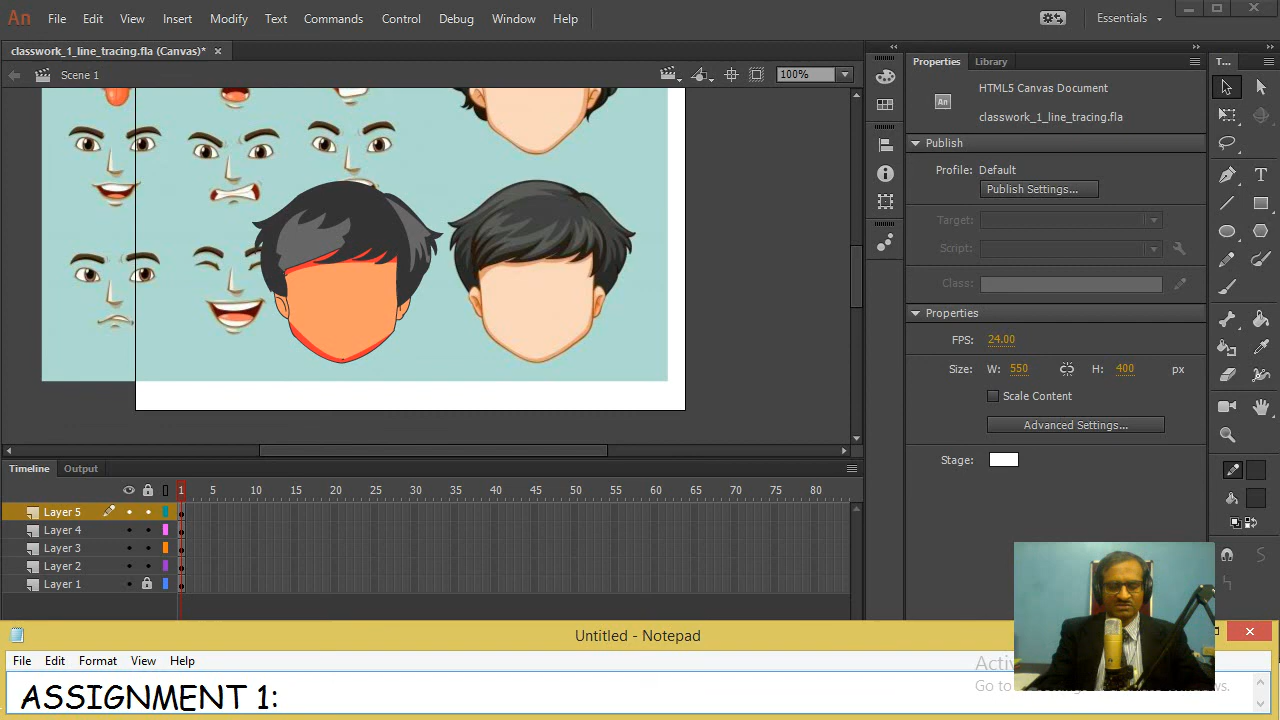 An File Edit View Insert Modify Text Commands Control Debug Window Help Essentials
classwork_1_line_tracing.fla (Canvas)* ×
Scene 1 100%
Properties Library T...
HTML5 Canvas Document
An classwork_1_line_tracing.fla
Publish
Profile: Default
Publish Settings...
Target:
Script:
Class:
Properties
FPS: 24.00
Size: W: 550 H: 400 px
Scale Content
Advanced Settings...
Stage:
Timeline Output
1 5 10 15 20 25 30 35 40 45 50 55 60 65 70 75 80
Layer 5
Layer 4
Layer 3
Layer 2
Layer 1
Untitled - Notepad
File Edit Format View Help
ASSIGNMENT 1:
Activ
Go to